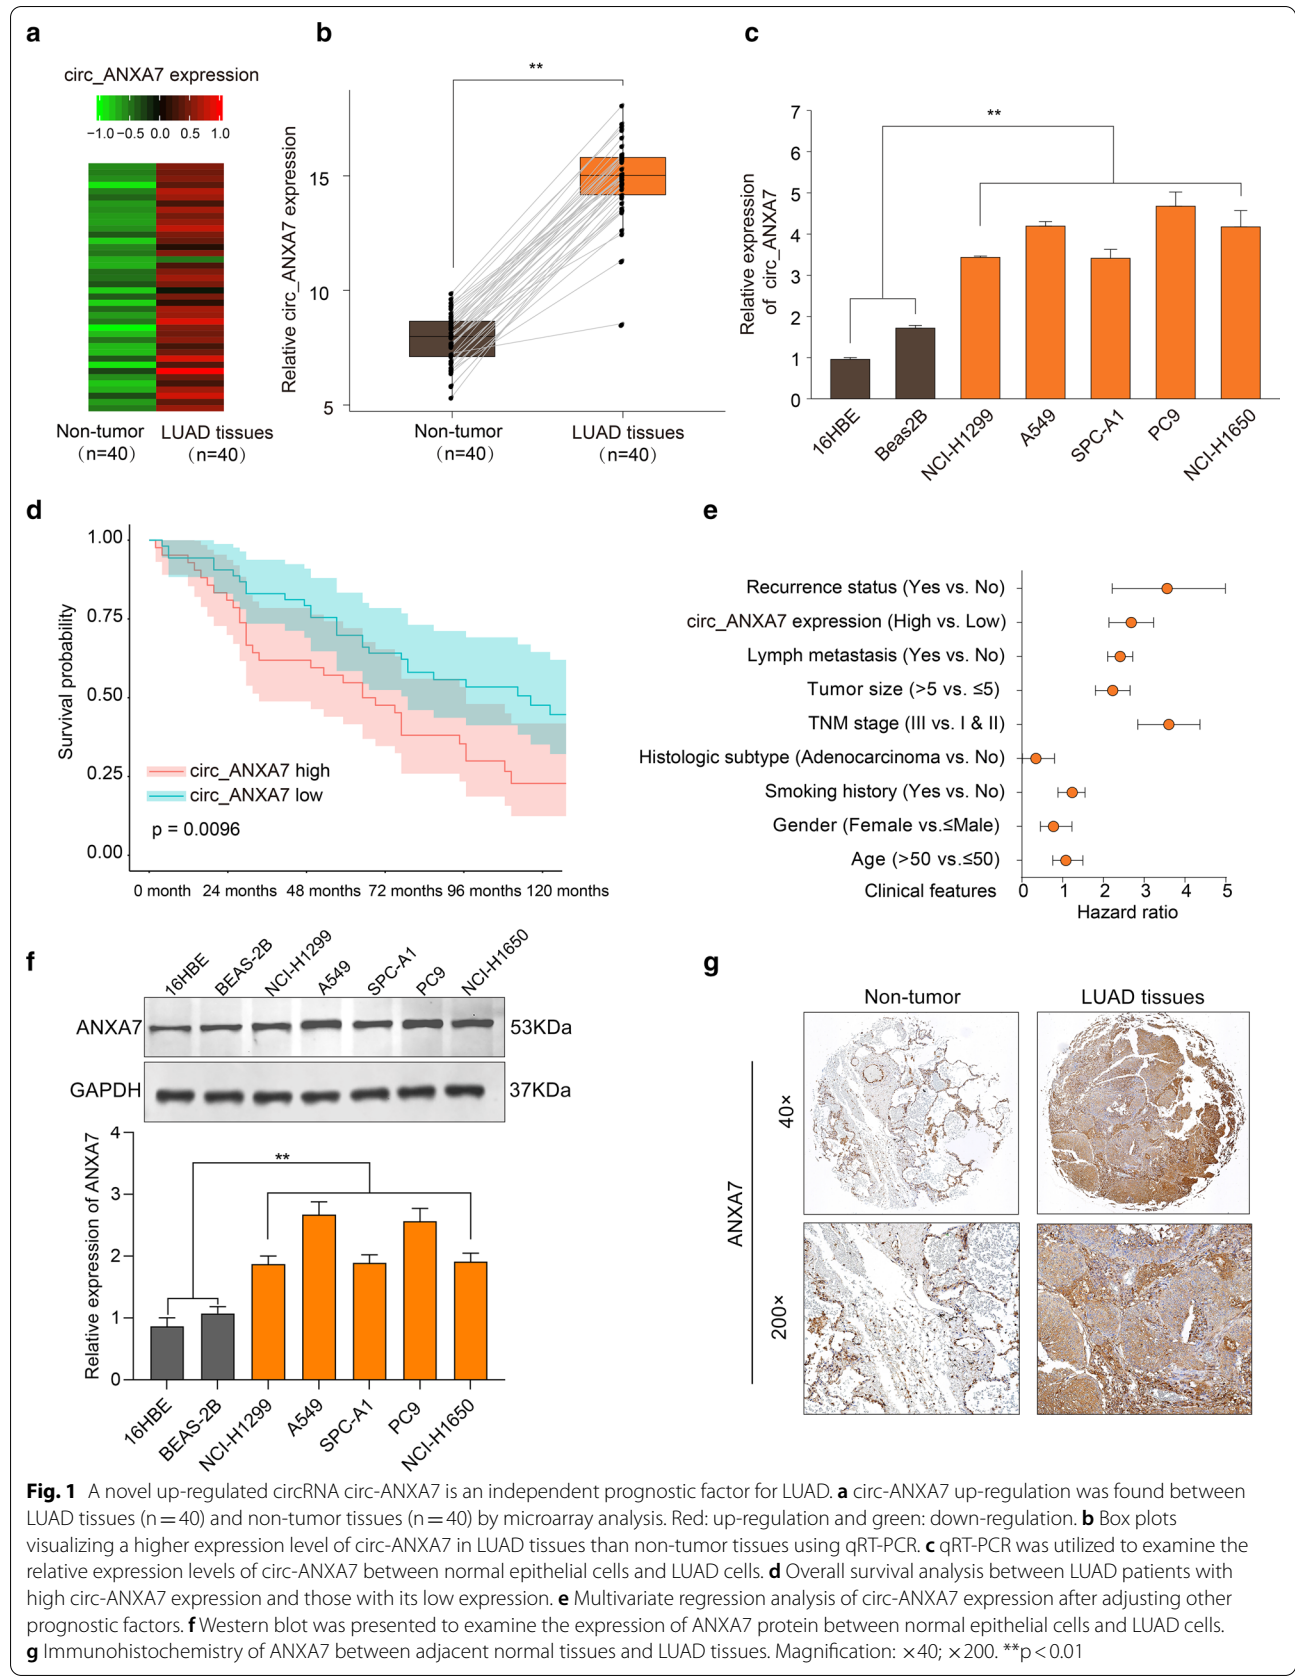 a
circ_ANXA7 expression
−1.0 −0.5 0.0 0.5 1.0
Non-tumor
(n=40)
LUAD tissues
(n=40)
b
**
Relative circ_ANXA7 expression
15
10
5
Non-tumor
(n=40)
LUAD tissues
(n=40)
c
**
Relative expression
of circ_ANXA7
7
6
5
4
3
2
1
0
16HBE
Beas2B
NCI-H1299
A549
SPC-A1
PC9
NCI-H1650
d
Survival probability
1.00
0.75
0.50
0.25
0.00
circ_ANXA7 high
circ_ANXA7 low
p = 0.0096
0 month 24 months 48 months 72 months 96 months 120 months
e
Recurrence status (Yes vs. No)
circ_ANXA7 expression (High vs. Low)
Lymph metastasis (Yes vs. No)
Tumor size (>5 vs. ≤5)
TNM stage (III vs. I & II)
Histologic subtype (Adenocarcinoma vs. No)
Smoking history (Yes vs. No)
Gender (Female vs.≤Male)
Age (>50 vs.≤50)
Clinical features
0 1 2 3 4 5
Hazard ratio
f
16HBE
BEAS-2B
NCI-H1299
A549
SPC-A1
PC9
NCI-H1650
ANXA7
53KDa
GAPDH
37KDa
Relative expression of ANXA7
4
3
2
1
0
**
16HBE
BEAS-2B
NCI-H1299
A549
SPC-A1
PC9
NCI-H1650
g
Non-tumor
LUAD tissues
ANXA7
40×
200×
Fig. 1 A novel up-regulated circRNA circ-ANXA7 is an independent prognostic factor for LUAD. a circ-ANXA7 up-regulation was found between
LUAD tissues (n = 40) and non-tumor tissues (n = 40) by microarray analysis. Red: up-regulation and green: down-regulation. b Box plots
visualizing a higher expression level of circ-ANXA7 in LUAD tissues than non-tumor tissues using qRT-PCR. c qRT-PCR was utilized to examine the
relative expression levels of circ-ANXA7 between normal epithelial cells and LUAD cells. d Overall survival analysis between LUAD patients with
high circ-ANXA7 expression and those with its low expression. e Multivariate regression analysis of circ-ANXA7 expression after adjusting other
prognostic factors. f Western blot was presented to examine the expression of ANXA7 protein between normal epithelial cells and LUAD cells.
g Immunohistochemistry of ANXA7 between adjacent normal tissues and LUAD tissues. Magnification: ×40; ×200. **p < 0.01